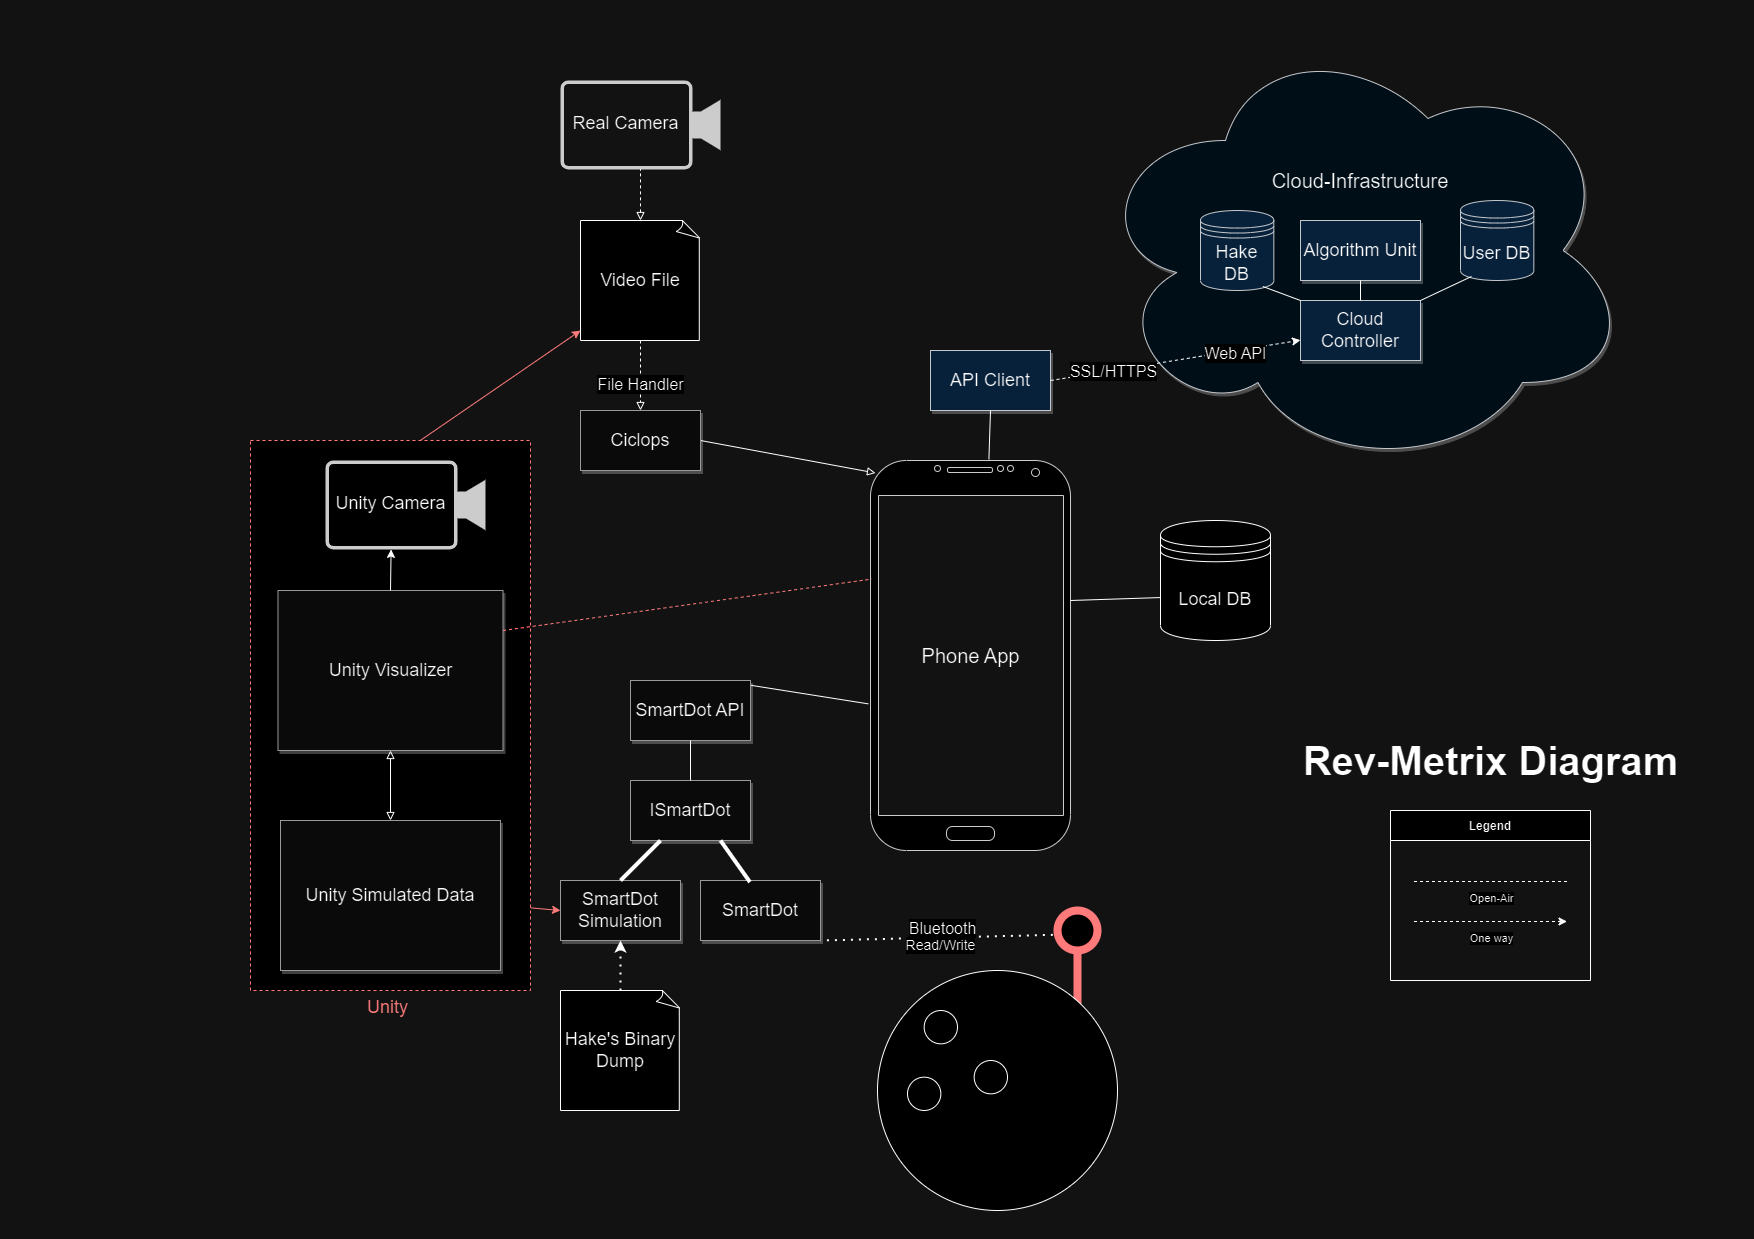 Real Camera
Cloud-Infrastructure
Hake
DB
Algorithm Unit
User DB
Video File
Cloud
Controller
Web API
SSL/HTTPS
API Client
File Handler
Ciclops
Unity Camera
Local DB
Unity Visualizer
Phone App
SmartDot API
Rev-Metrix Diagram
ISmartDot
Legend
Open-Air
One way
Unity Simulated Data
SmartDot
Simulation
SmartDot
Bluetooth
Read/Write
Unity
Hake's Binary
Dump